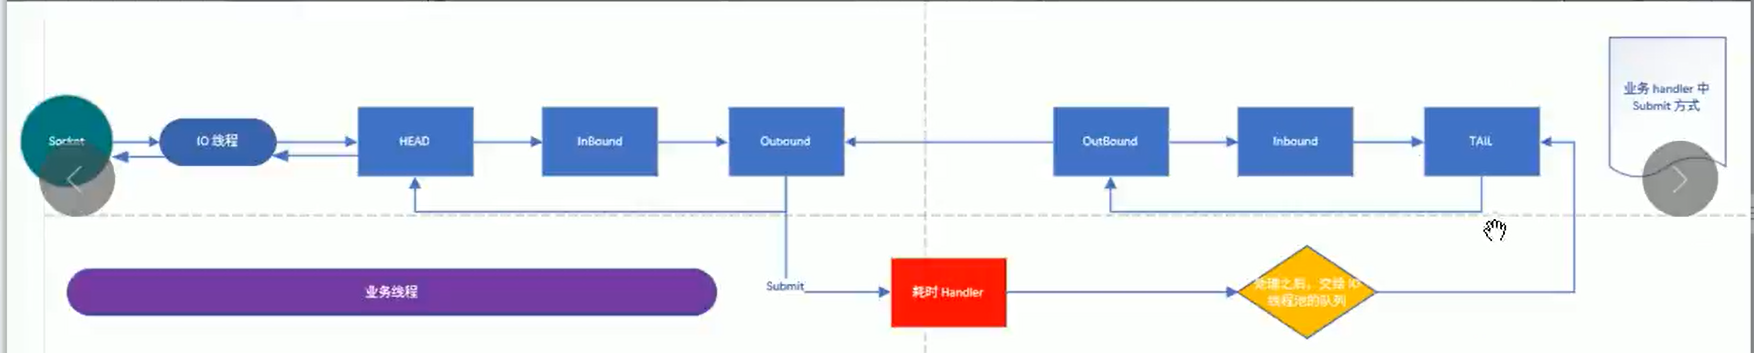 业务 handler 中
Submit 方式
Socket
IO 线程
HEAD
InBound
Outbound
OutBound
Inbound
TAIL
业务线程
Submit
耗时 Handler
处理之后，交给 IO
线程池的队列